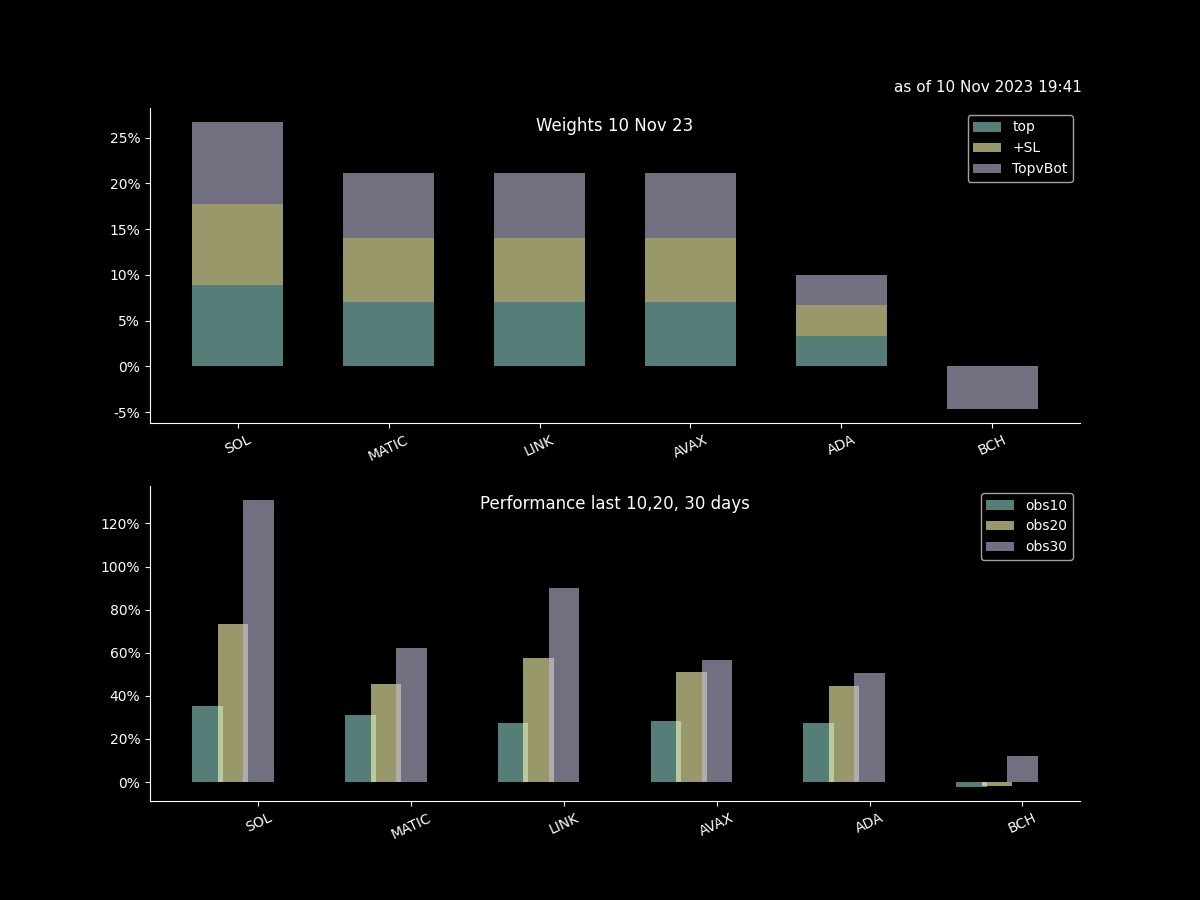 as of 10 Nov 2023 19:41
Weights 10 Nov 23
top
+SL
TopvBot
25%
20%
15%
10%
5%
0%
-5%
SOL
MATIC
LINK
AVAX
ADA
BCH
Performance last 10,20, 30 days
obs10
obs20
obs30
120%
100%
80%
60%
40%
20%
0%
SOL
MATIC
LINK
AVAX
ADA
BCH